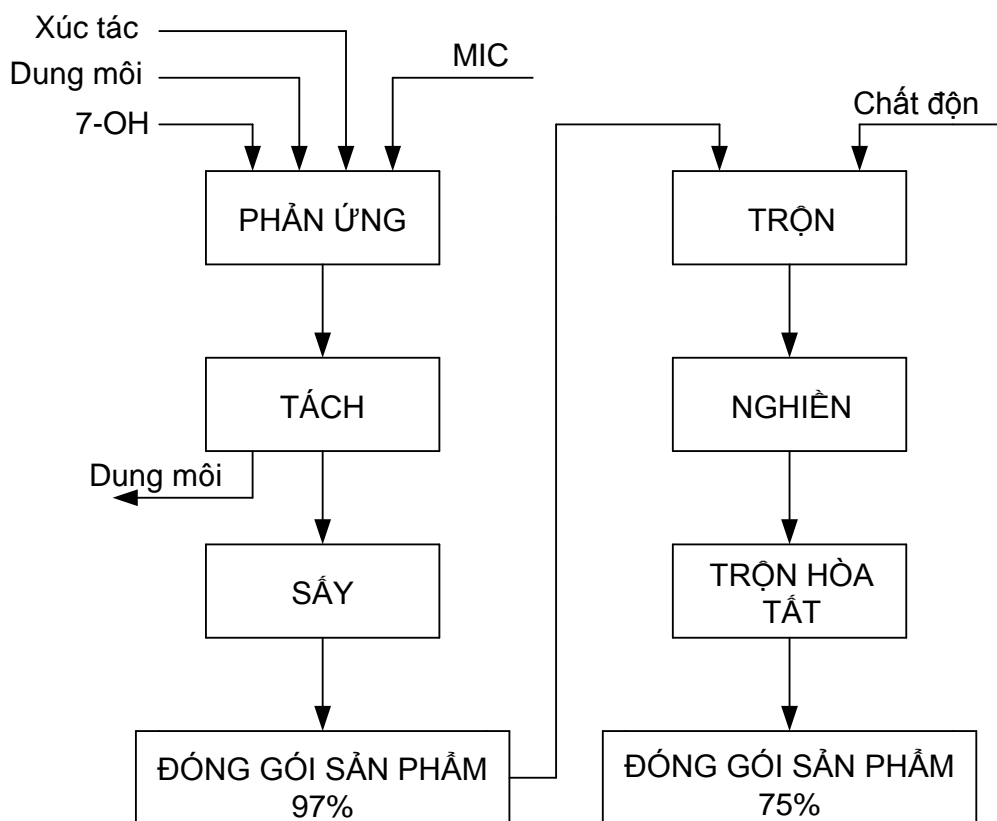 Xúc tác
Dung môi
7-OH
MIC
PHẢN ỨNG
TÁCH
Dung môi
SẤY
ĐÓNG GÓI SẢN PHẨM
97%
Chất độn
TRỘN
NGHIỀN
TRỘN HÒA
TẤT
ĐÓNG GÓI SẢN PHẨM
75%